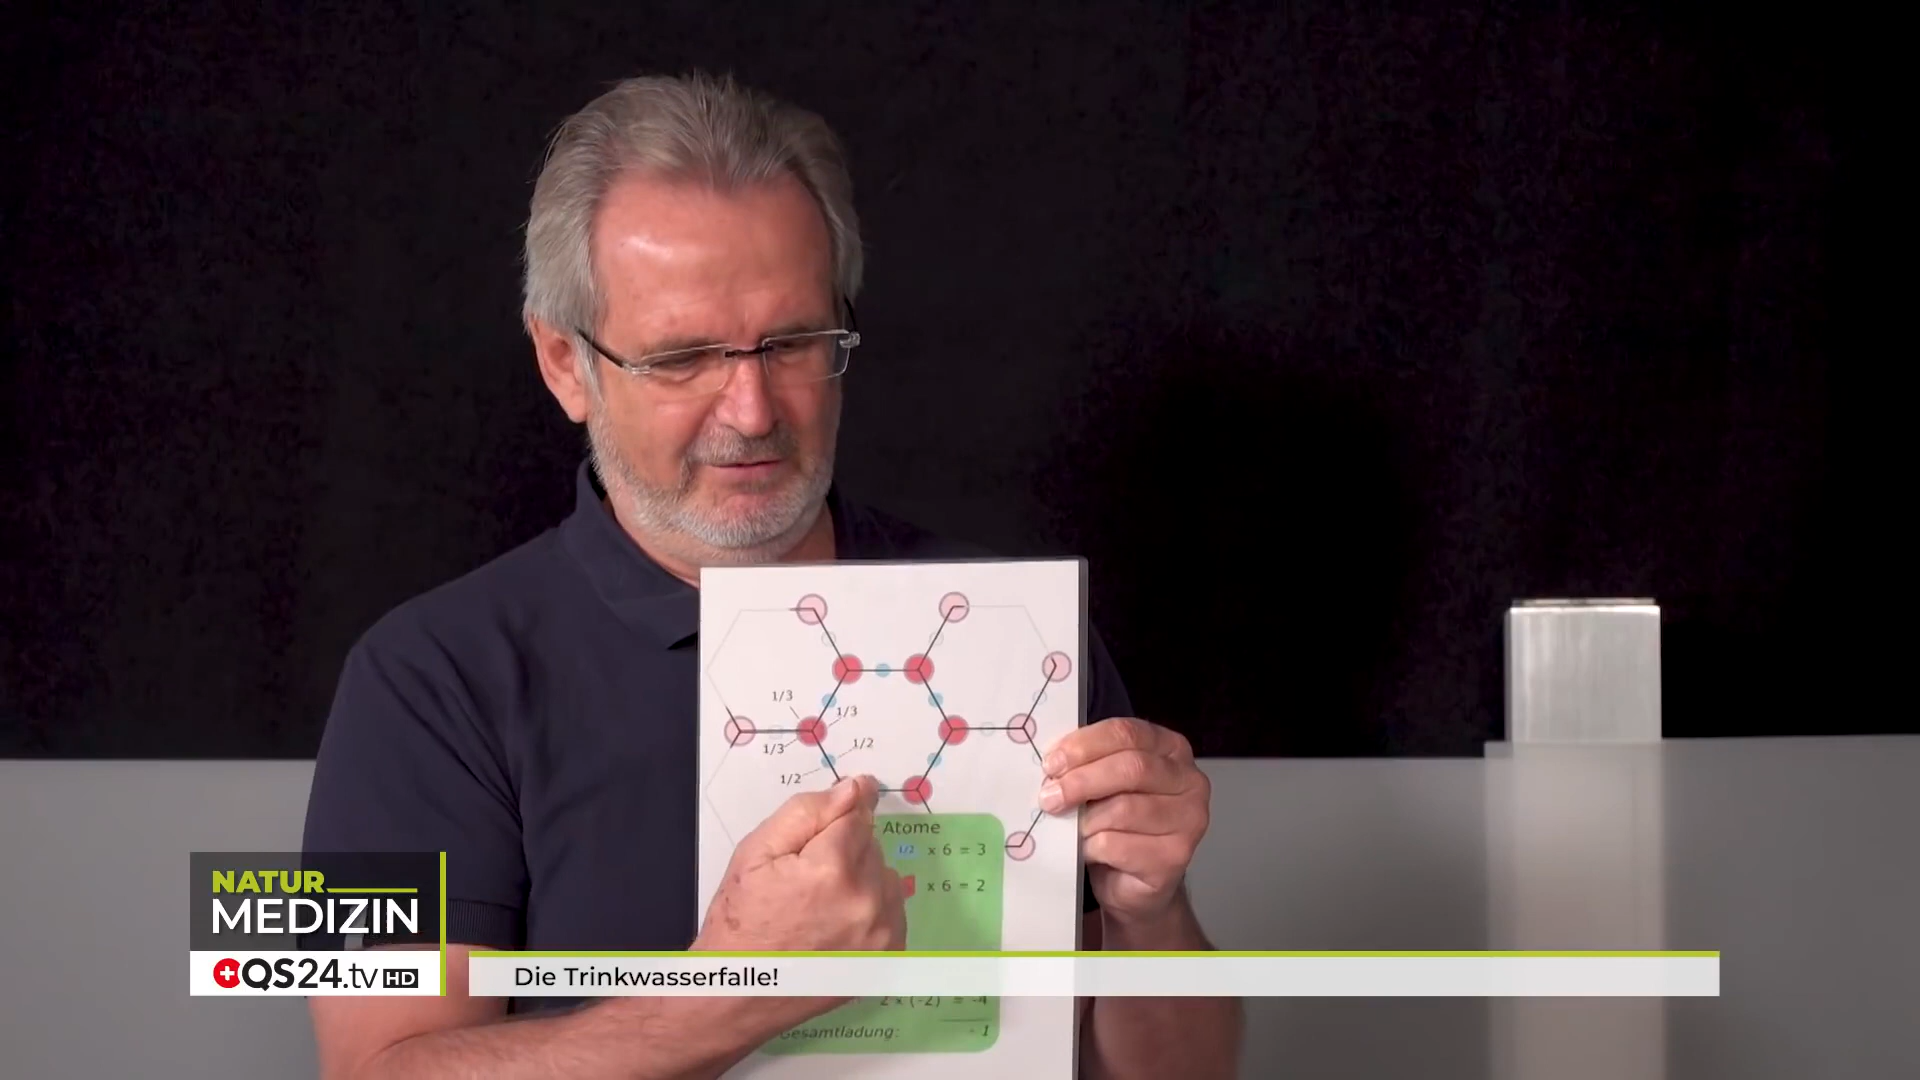 1/3
1/3
1/3
1/2
1/2
Atome
1/2 x 6 = 3
x 6 = 2
2 x (-2) = -4
Gesamtladung: - 1
NATUR
MEDIZIN
QS24.tv HD
Die Trinkwasserfalle!